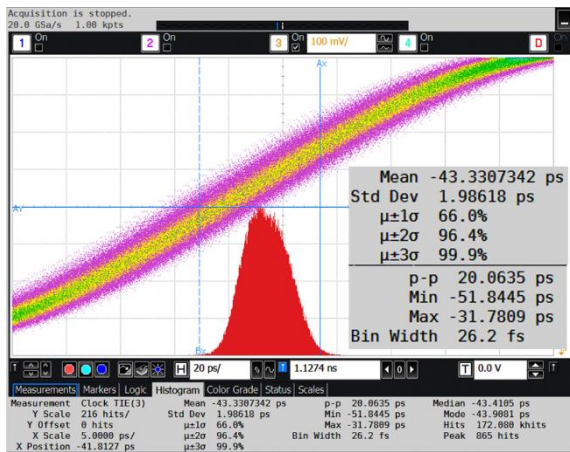 Acquisition is stopped.
20.0 GSa/s 1.00 kpts
1 On 2 On 3 On 100 mV/ 4 On D On
Ax
Ay
Bx
Mean -43.3307342 ps
Std Dev 1.98618 ps
μ±1σ 66.0%
μ±2σ 96.4%
μ±3σ 99.9%
p-p 20.0635 ps
Min -51.8445 ps
Max -31.7809 ps
Bin Width 26.2 fs
H 20 ps/ 1.1274 ns 0 T 0.0 V
Measurements Markers Logic Histogram Color Grade Status Scales
Measurement Clock TIE(3) Mean -43.3307342 ps p-p 20.0635 ps Median -43.4105 ps
Y Scale 216 hits/ Std Dev 1.98618 ps Min -51.8445 ps Mode -43.9081 ps
Y Offset 0 hits μ±1σ 66.0% Max -31.7809 ps Hits 172.080 khits
X Scale 5.0000 ps/ μ±2σ 96.4% Bin Width 26.2 fs Peak 865 hits
X Position -41.8127 ps μ±3σ 99.9%